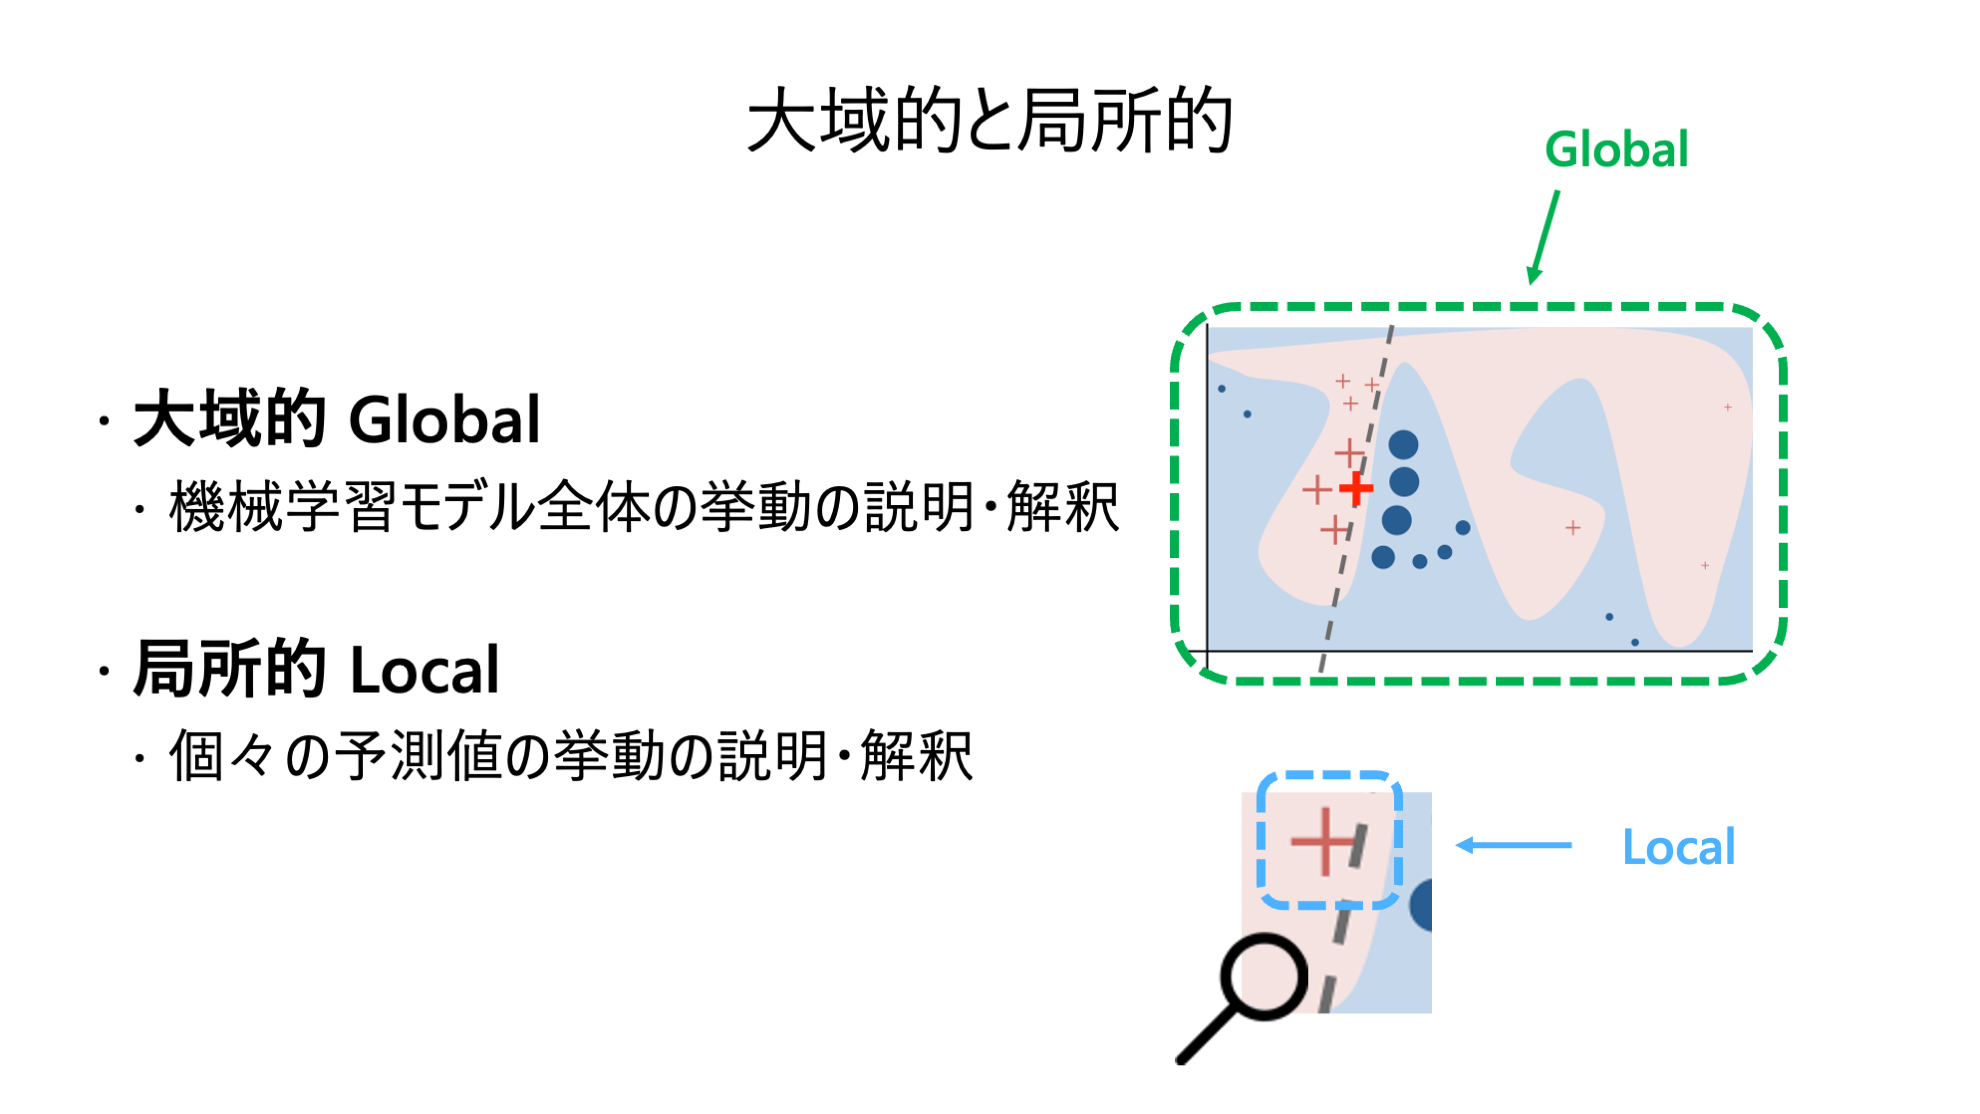 大域的と局所的
Global
・大域的 Global
・機械学習モデル全体の挙動の説明・解釈
・局所的 Local
・個々の予測値の挙動の説明・解釈
Local